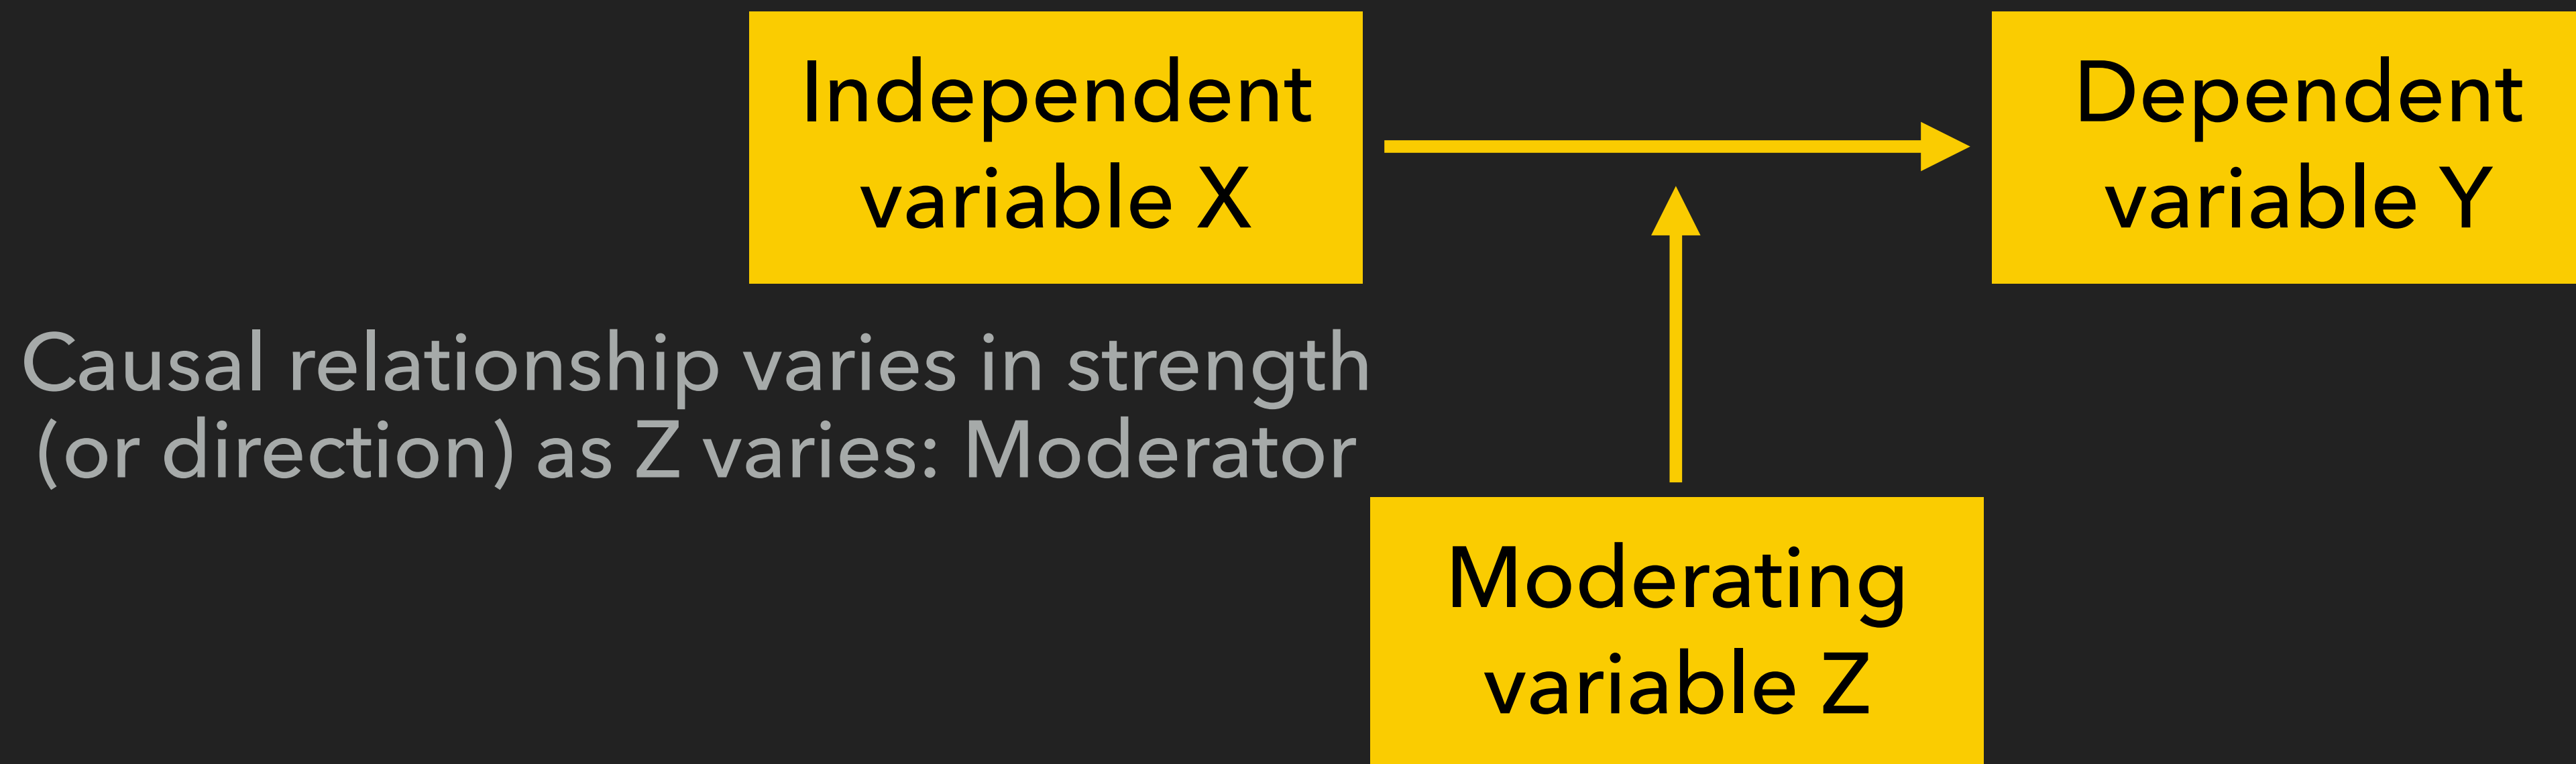 Independent
variable X
Dependent
variable Y
Causal relationship varies in strength
(or direction) as Z varies: Moderator
Moderating
variable Z